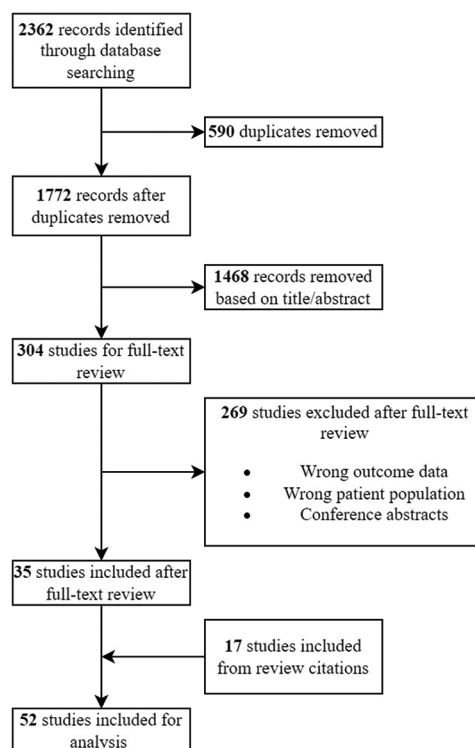 2362 records identified
through database
searching
590 duplicates removed
1772 records after
duplicates removed
1468 records removed
based on title/abstract
304 studies for full-text
review
269 studies excluded after full-text
review
• Wrong outcome data
• Wrong patient population
• Conference abstracts
35 studies included after
full-text review
17 studies included
from review citations
52 studies included for
analysis